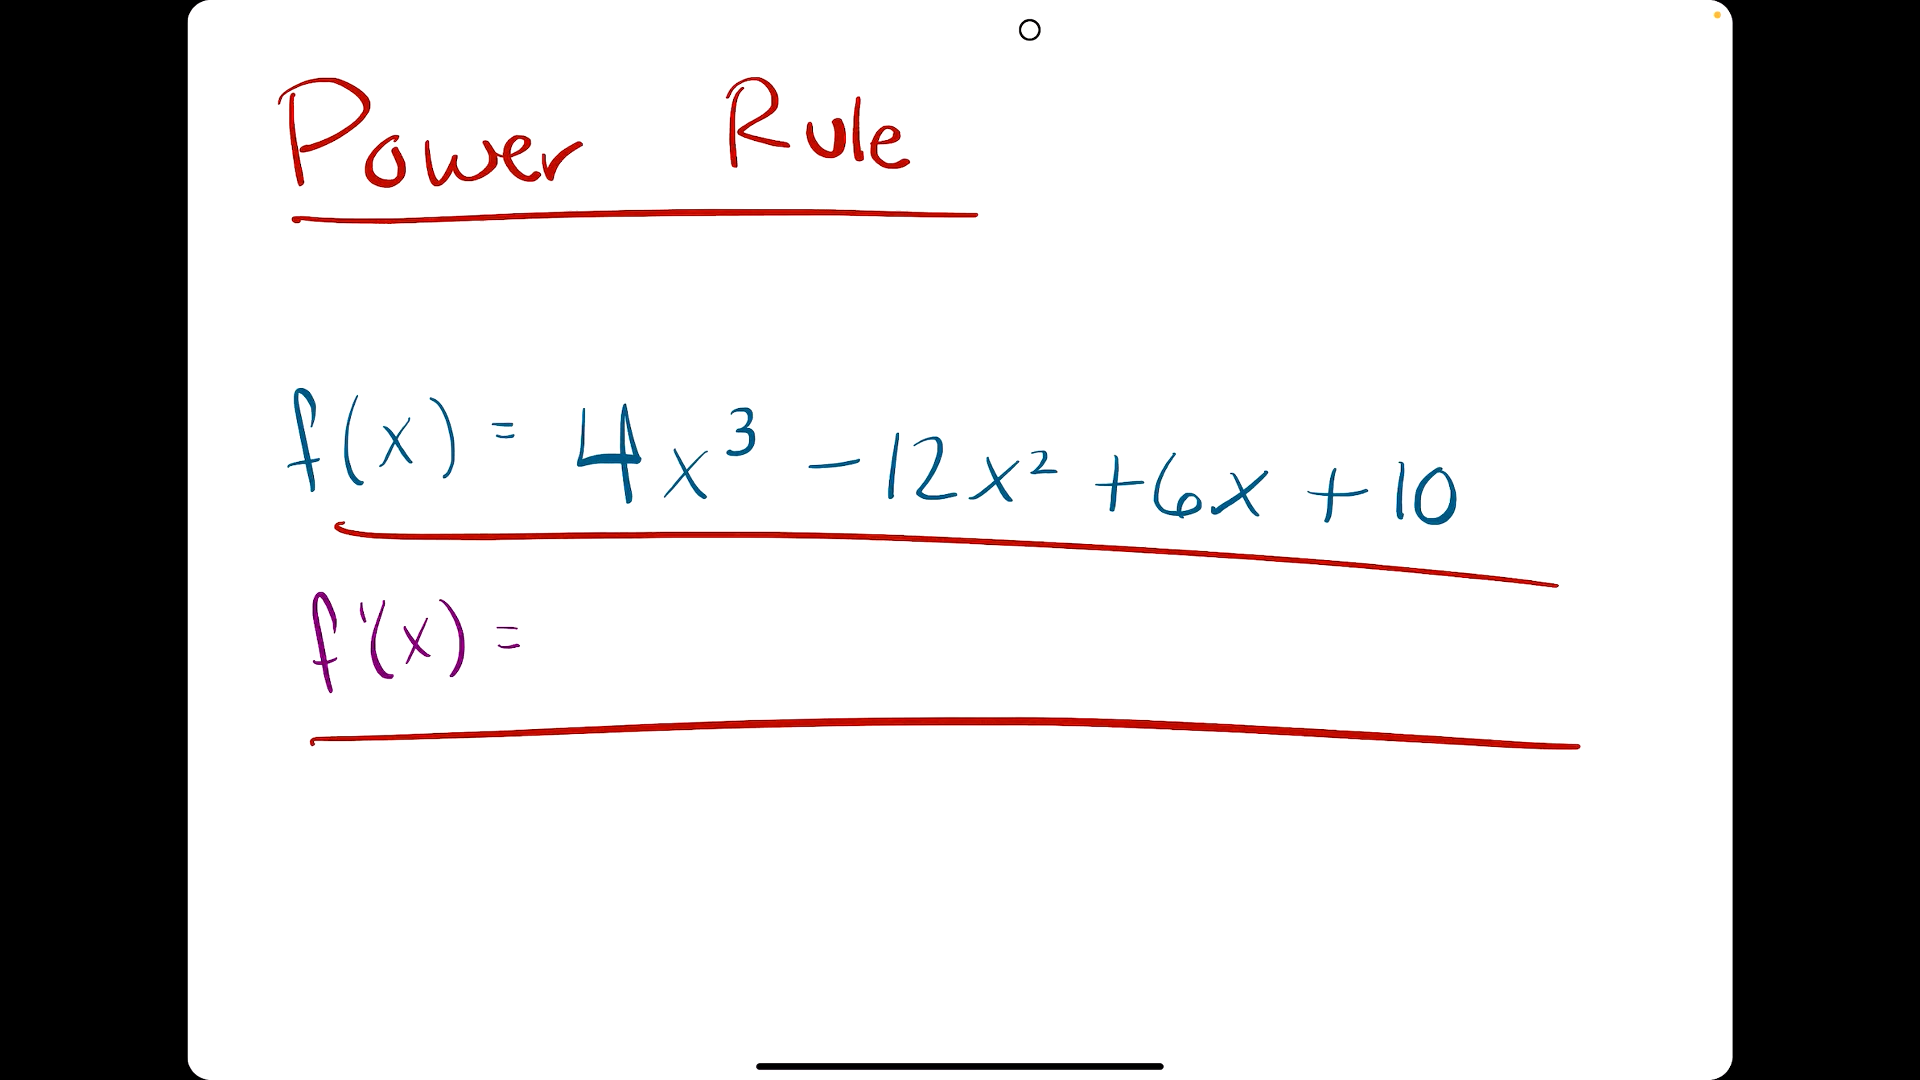 Power Rule
f(x) = 4x³ - 12x² + 6x + 10
f'(x) =